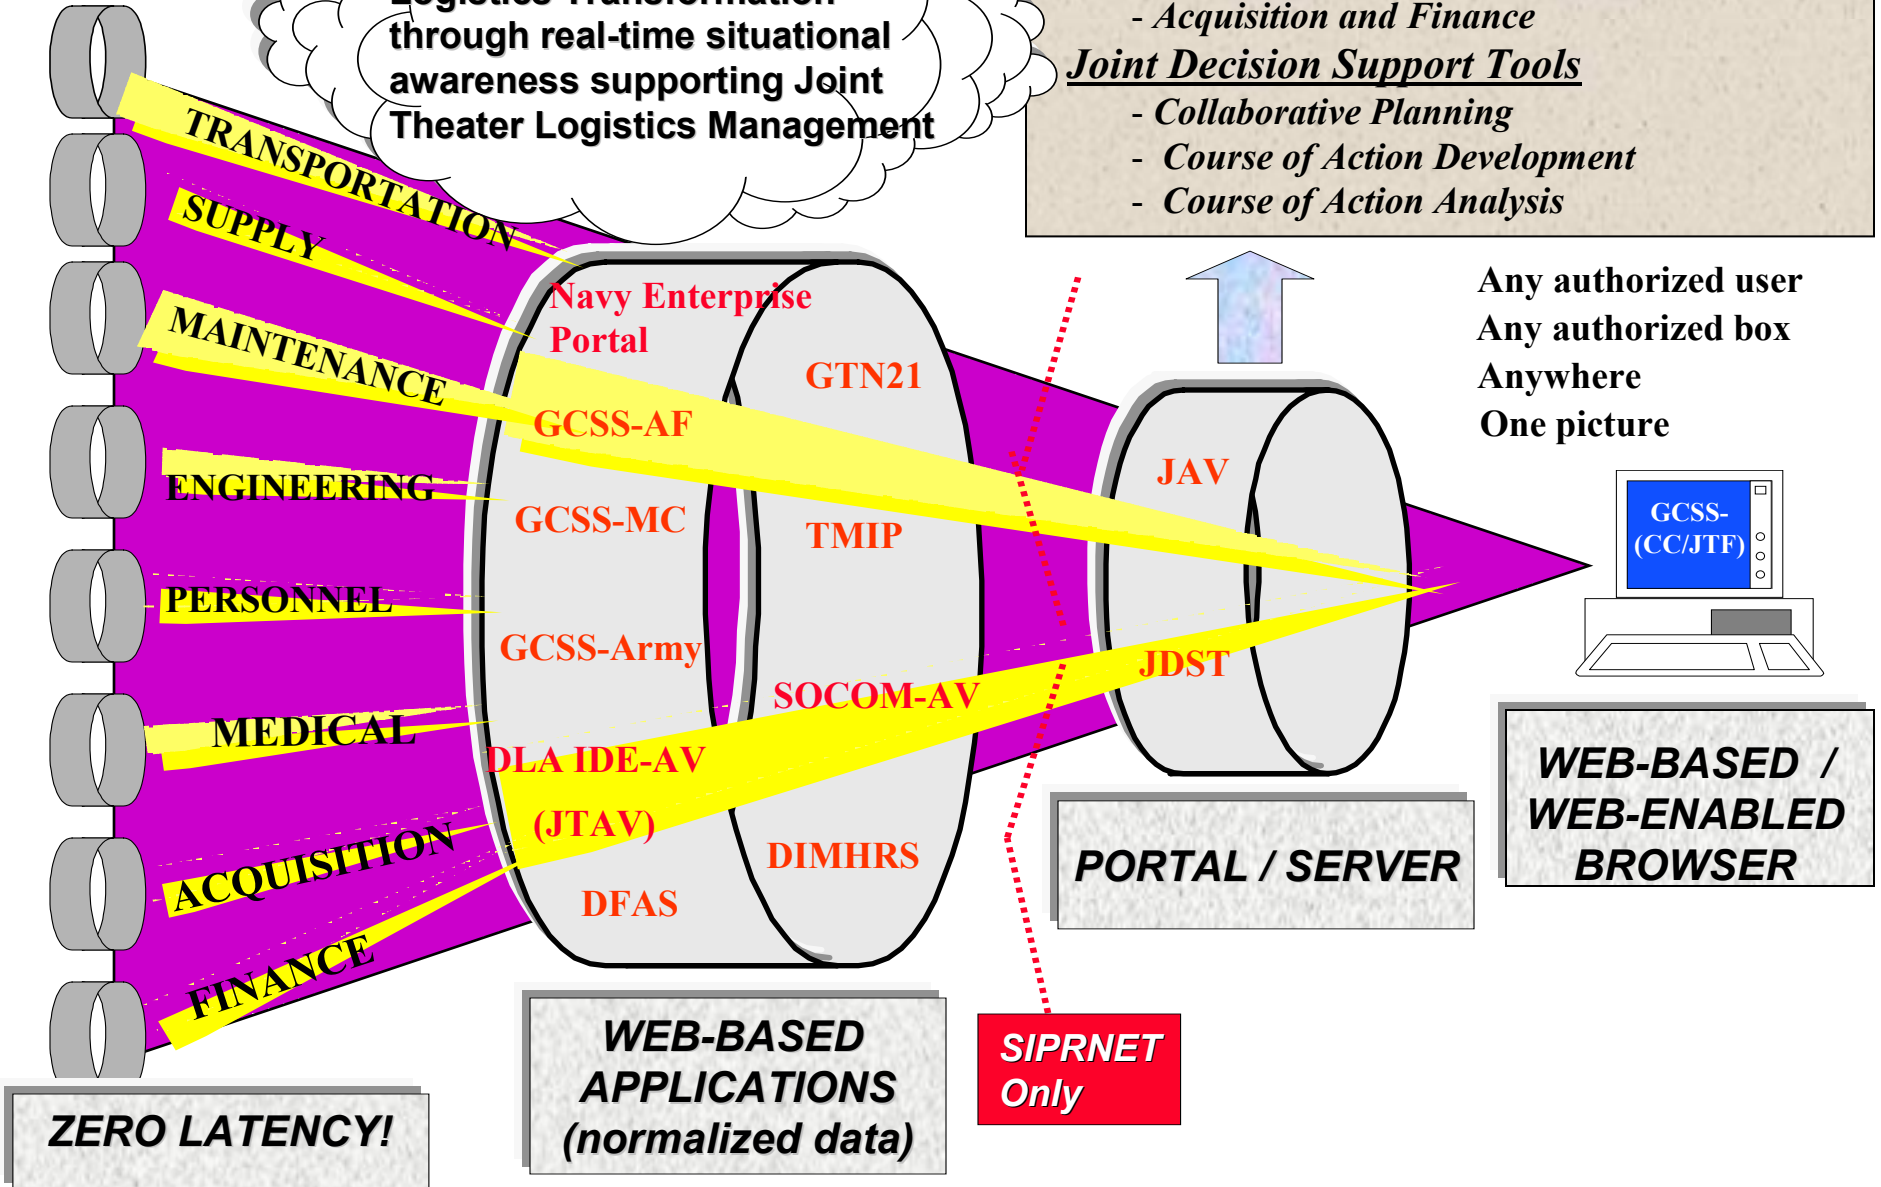 Logistics Transformation
through real-time situational
awareness supporting Joint
Theater Logistics Management
- Acquisition and Finance
Joint Decision Support Tools
- Collaborative Planning
- Course of Action Development
- Course of Action Analysis
TRANSPORTATION
SUPPLY
MAINTENANCE
ENGINEERING
PERSONNEL
MEDICAL
ACQUISITION
FINANCE
Navy Enterprise
Portal
GCSS-AF
GCSS-MC
GCSS-Army
DLA IDE-AV
(JTAV)
DFAS
GTN21
TMIP
SOCOM-AV
DIMHRS
JAV
JDST
Any authorized user
Any authorized box
Anywhere
One picture
GCSS-
(CC/JTF)
WEB-BASED /
WEB-ENABLED
BROWSER
PORTAL / SERVER
SIPRNET
Only
WEB-BASED
APPLICATIONS
(normalized data)
ZERO LATENCY!